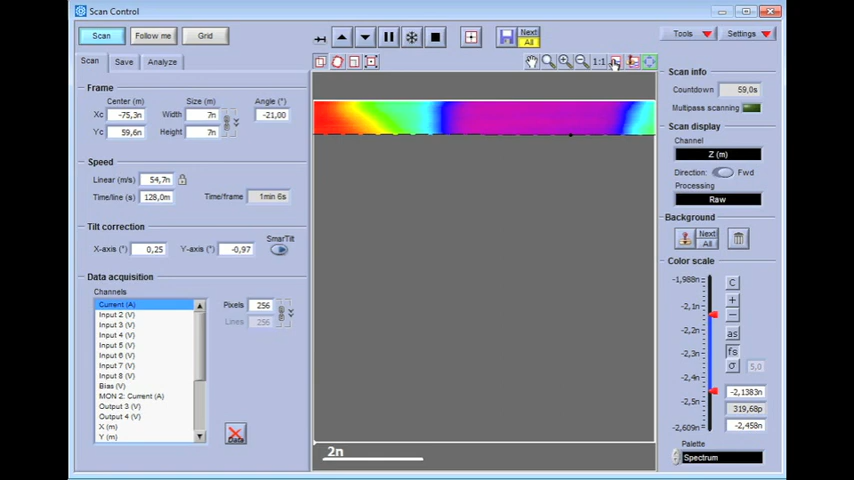 Scan Control
Scan Follow me Grid
Next
All
Tools Settings
Scan Save Analyze
1:1
Frame
Center (m) Size (m) Angle (°)
Xc -75,3n Width 7n -21,00
Yc 59,6n Height 7n
Speed
Linear (m/s) 54,7n
Time/line (s) 128,0m Time/frame 1min 6s
Tilt correction
X-axis (°) 0,25 Y-axis (°) -0,97 SmarTilt
Data acquisition
Channels
Current (A)
Input 2 (V)
Input 3 (V)
Input 4 (V)
Input 5 (V)
Input 6 (V)
Input 7 (V)
Input 8 (V)
Bias (V)
MON 2: Current (A)
Output 3 (V)
Output 4 (V)
X (m)
Y (m)
Pixels 256
Lines 256
Data
2n
Scan info
Countdown 59,0s
Multipass scanning
Scan display
Channel
Z (m)
Direction: Fwd
Processing
Raw
Background
Next
All
Color scale
-1,988n
-2,1n
-2,2n
-2,3n
-2,4n
-2,5n
-2,609n
C
+
−
as
fs
σ 5,0
-2,1383n
319,68p
-2,458n
Palette
Spectrum